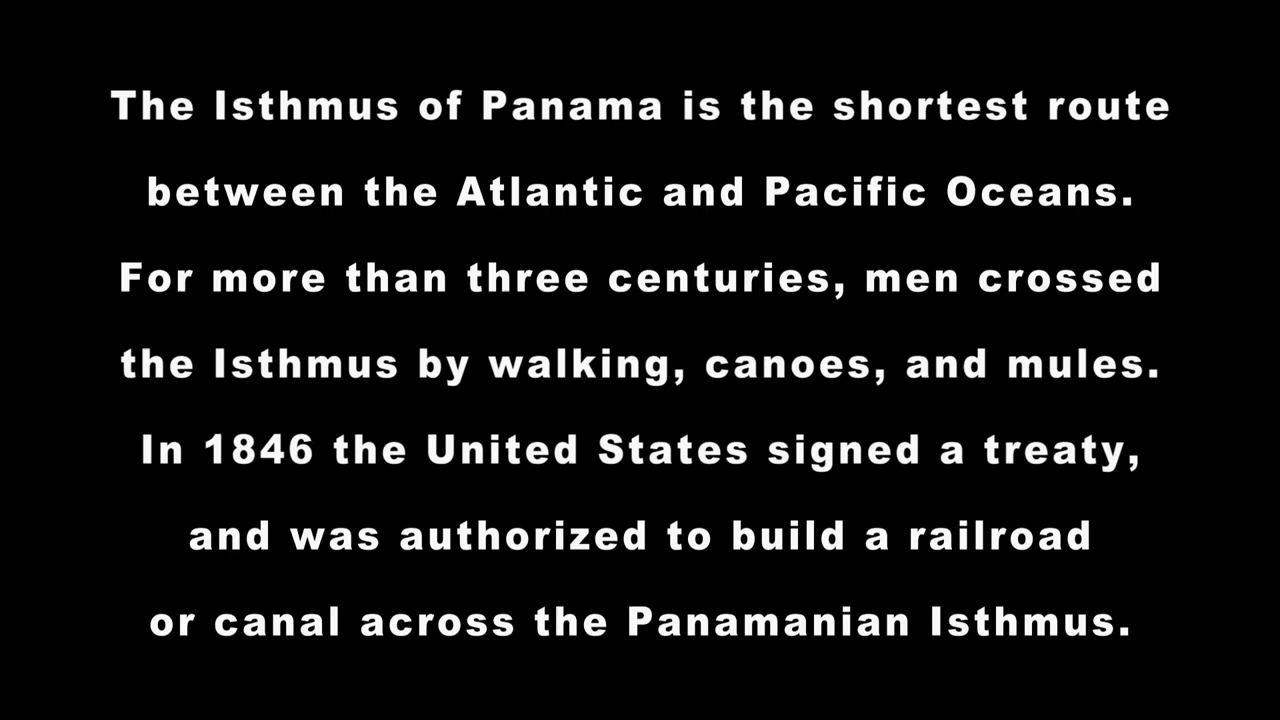 The Isthmus of Panama is the shortest route
between the Atlantic and Pacific Oceans.
For more than three centuries, men crossed
the Isthmus by walking, canoes, and mules.
In 1846 the United States signed a treaty,
and was authorized to build a railroad
or canal across the Panamanian Isthmus.